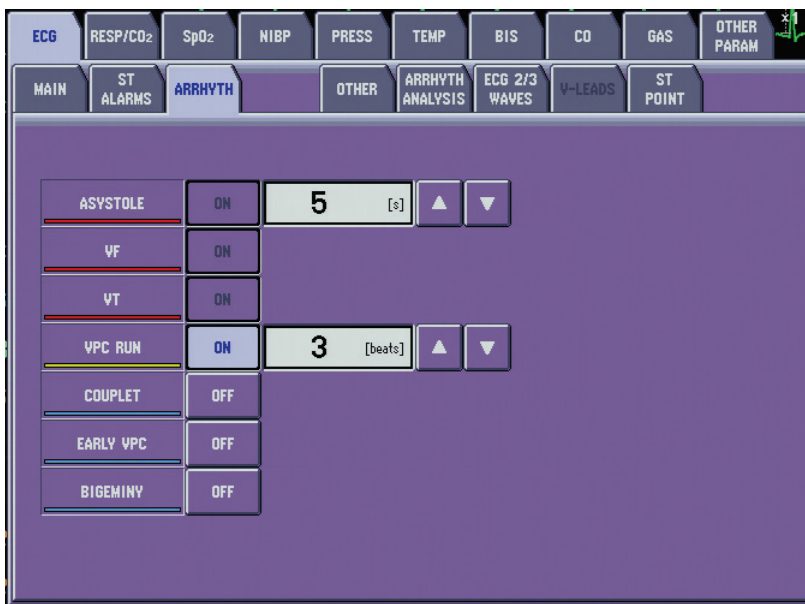 ECG RESP/CO2 SpO2 NIBP PRESS TEMP BIS CO GAS OTHER PARAM
x1
MAIN ST ALARMS ARRHYTH OTHER ARRHYTH ANALYSIS ECG 2/3 WAVES V-LEADS ST POINT
ASYSTOLE ON 5 [s]
VF ON
VT ON
VPC RUN ON 3 [beats]
COUPLET OFF
EARLY VPC OFF
BIGEMINY OFF